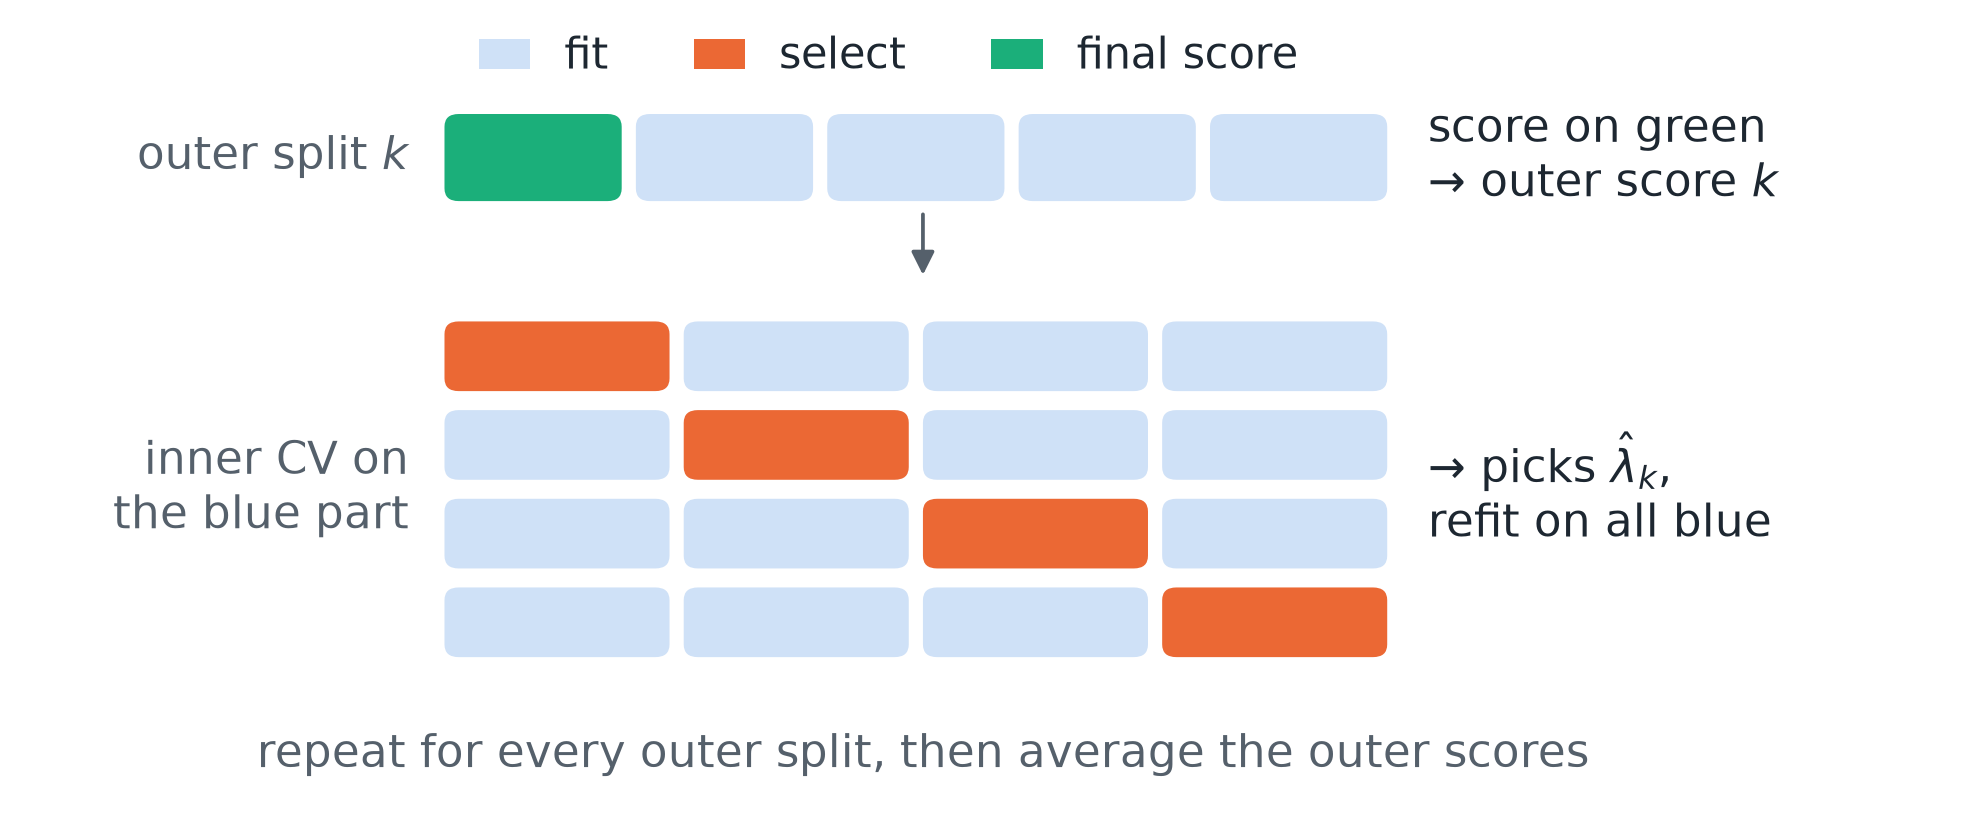 fit select final score
outer split k
score on green
→ outer score k
inner CV on
the blue part
→ picks λ̂ₖ,
refit on all blue
repeat for every outer split, then average the outer scores